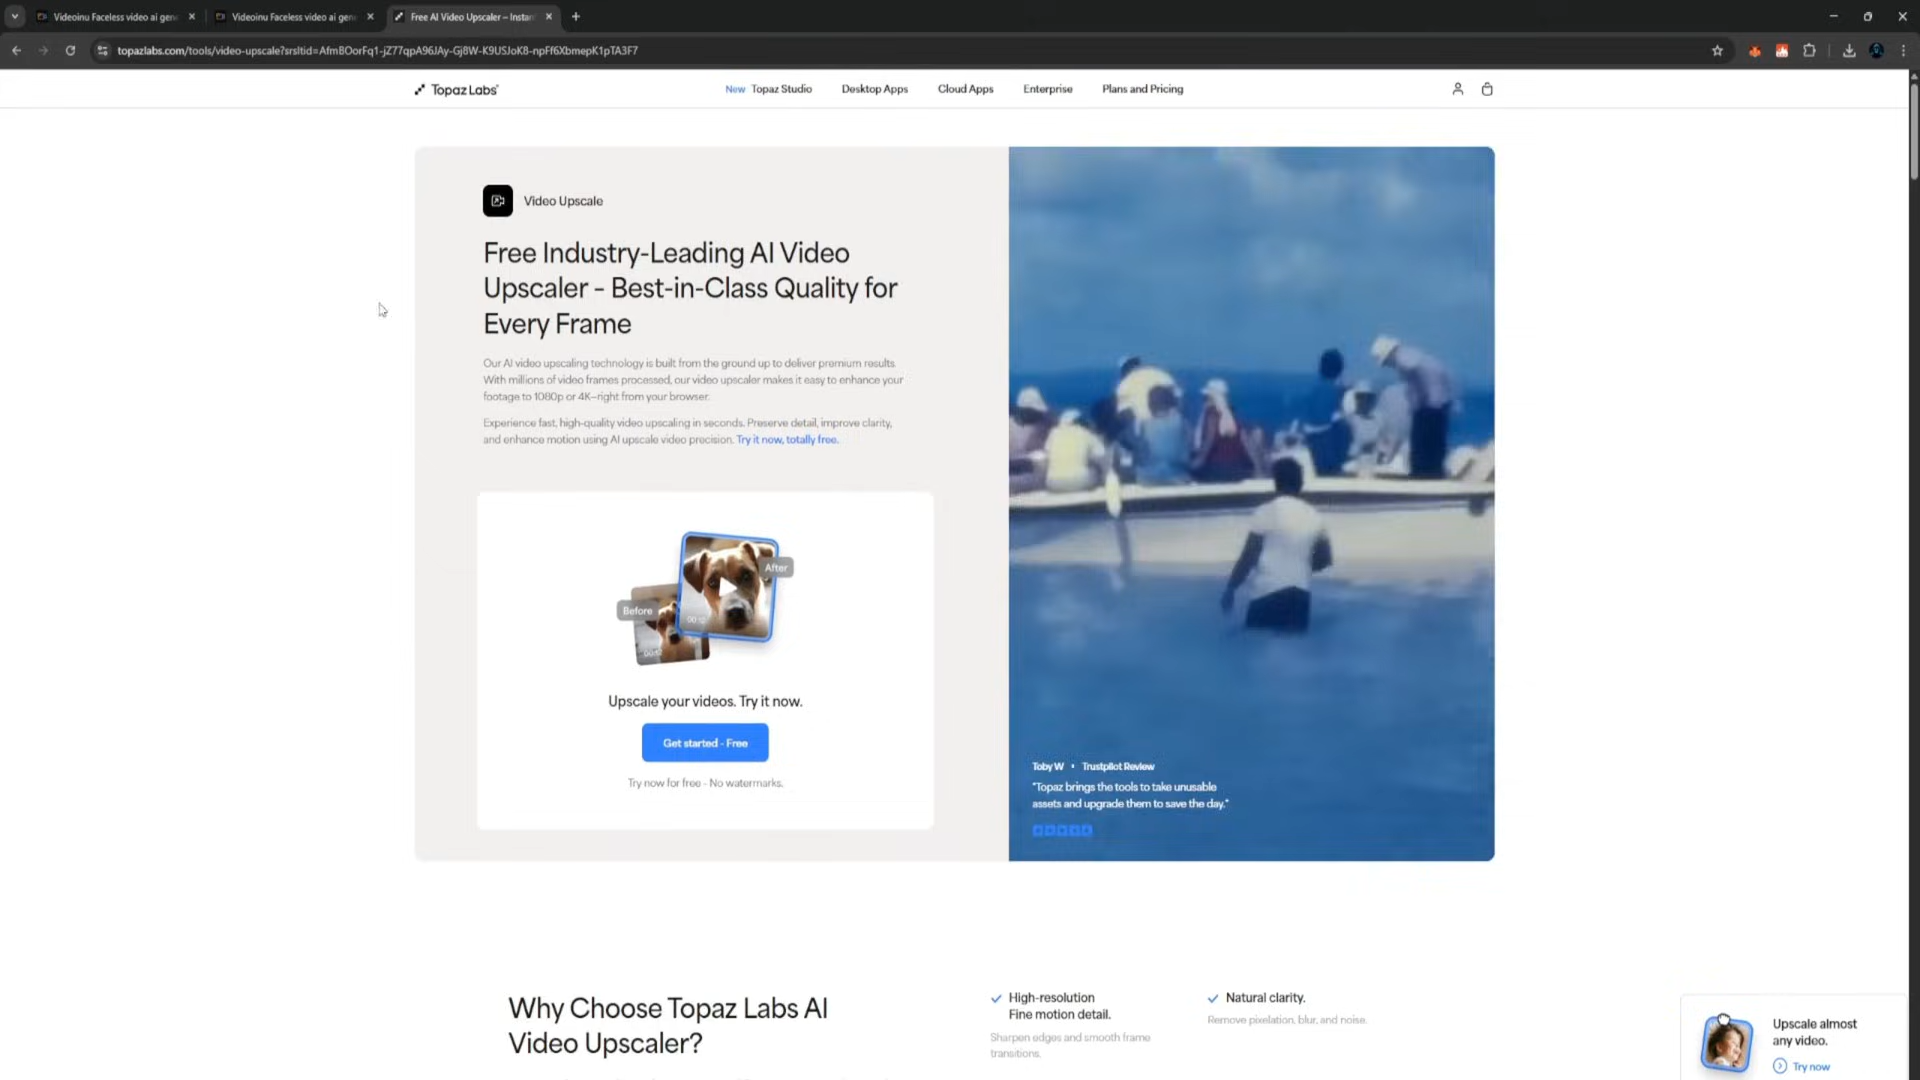 Videoinu Faceless video ai gen
Videoinu Faceless video ai gen
Free AI Video Upscaler – Instan
topazlabs.com/tools/video-upscale?srsltid=AfmBOorFq1-jZ77qpA96JAy-Gj8W-K9USJoK8-npFf6XbmepK1pTA3F7
Topaz Labs
New Topaz Studio
Desktop Apps
Cloud Apps
Enterprise
Plans and Pricing
Video Upscale
Free Industry-Leading AI Video
Upscaler – Best-in-Class Quality for
Every Frame
Our AI video upscaling technology is built from the ground up to deliver premium results.
With millions of video frames processed, our video upscaler makes it easy to enhance your
footage to 1080p or 4K—right from your browser.
Experience fast, high-quality video upscaling in seconds. Preserve detail, improve clarity,
and enhance motion using AI upscale video precision. Try it now, totally free.
After
Before
00:12
00:12
Upscale your videos. Try it now.
Get started - Free
Try now for free - No watermarks.
Toby W • Trustpilot Review
"Topaz brings the tools to take unusable
assets and upgrade them to save the day."
Why Choose Topaz Labs AI
Video Upscaler?
High-resolution
Fine motion detail.
Sharpen edges and smooth frame
transitions.
Natural clarity.
Remove pixelation, blur, and noise.
Upscale almost
any video.
Try now